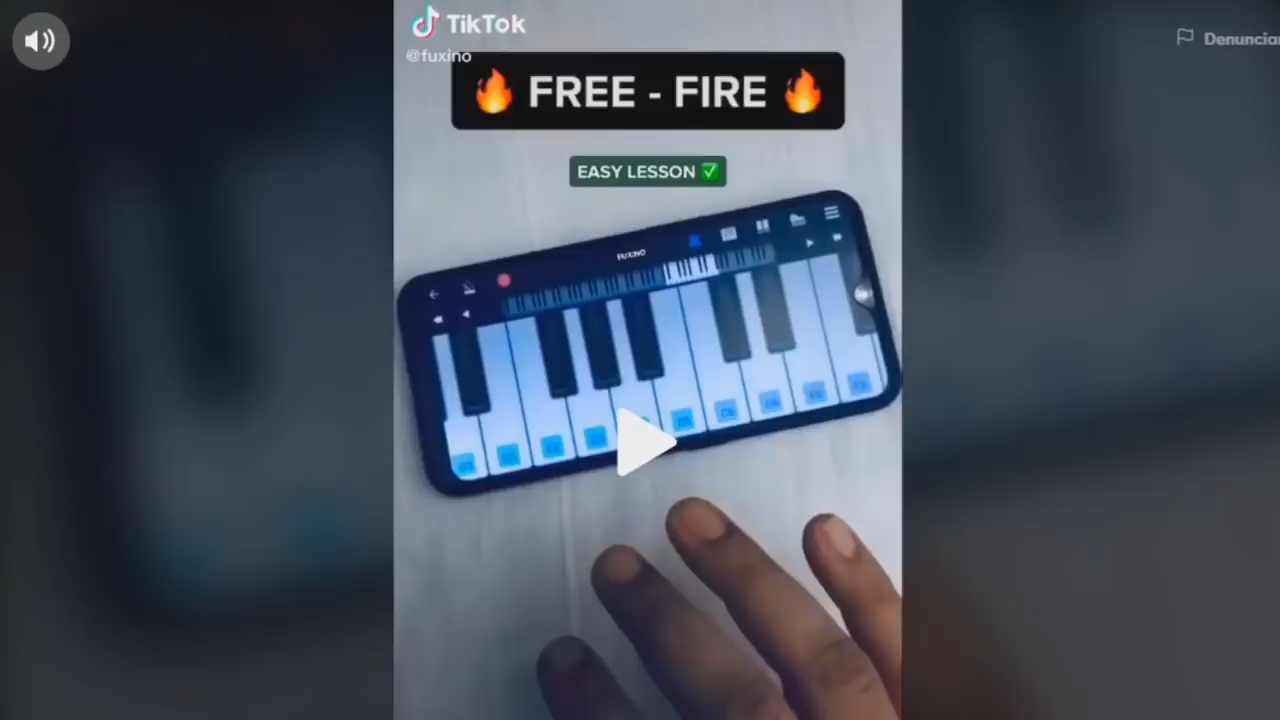 TikTok
@fuxino
Denunciar
🔥 FREE - FIRE 🔥
EASY LESSON ✅
FUXINO